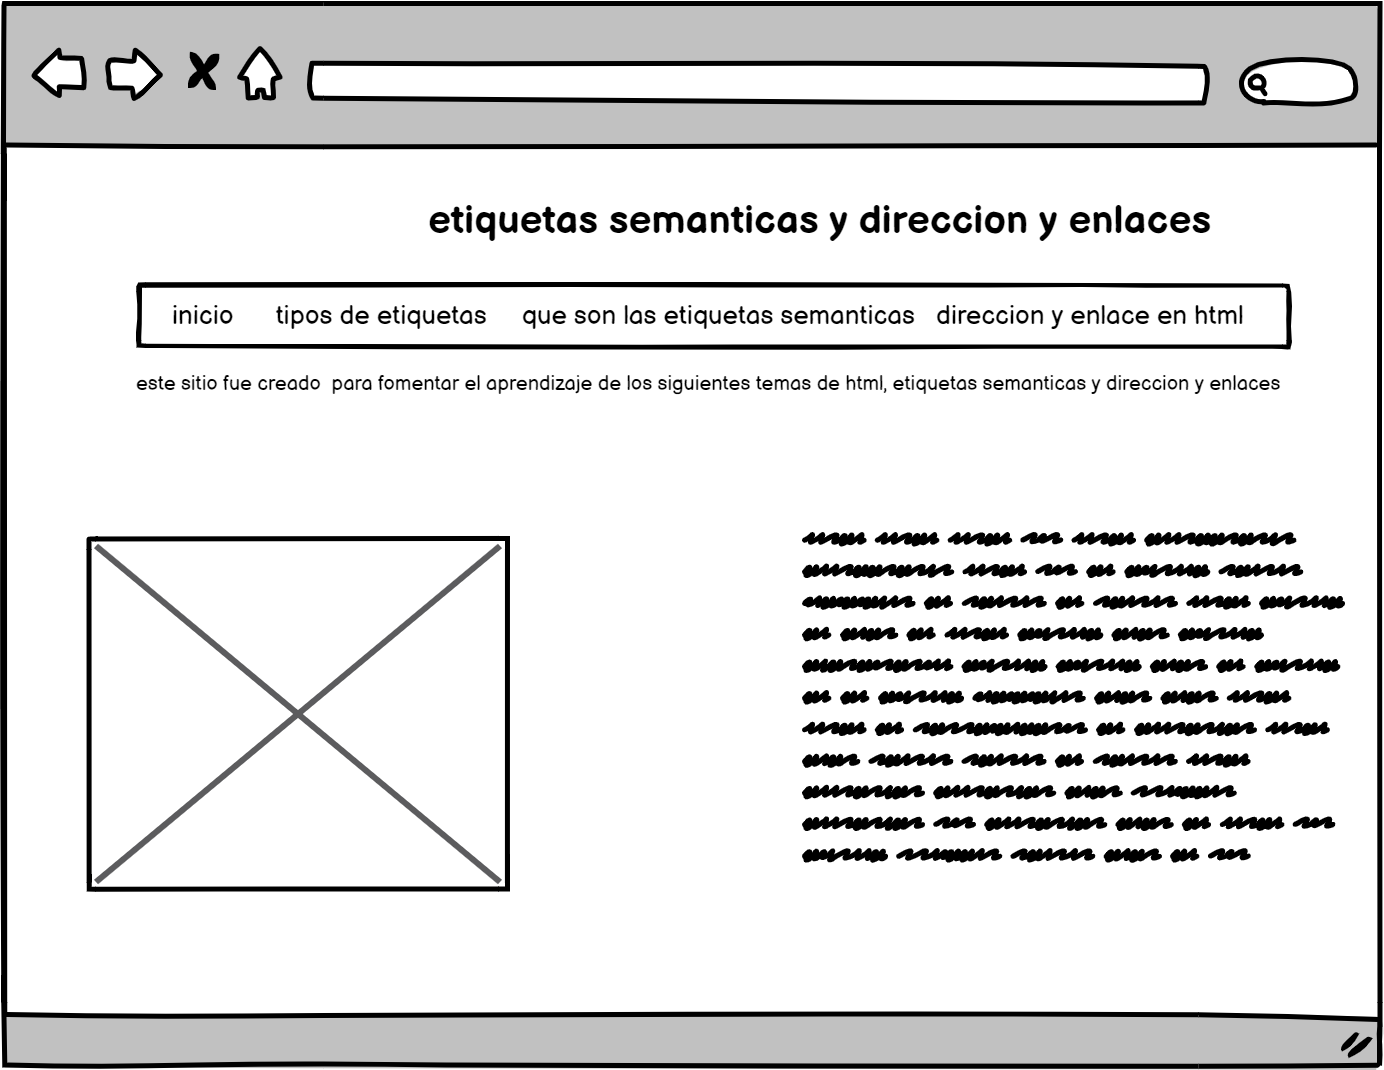 etiquetas semanticas y direccion y enlaces
inicio tipos de etiquetas que son las etiquetas semanticas direccion y enlace en html
este sitio fue creado para fomentar el aprendizaje de los siguientes temas de html, etiquetas semanticas y direccion y enlaces